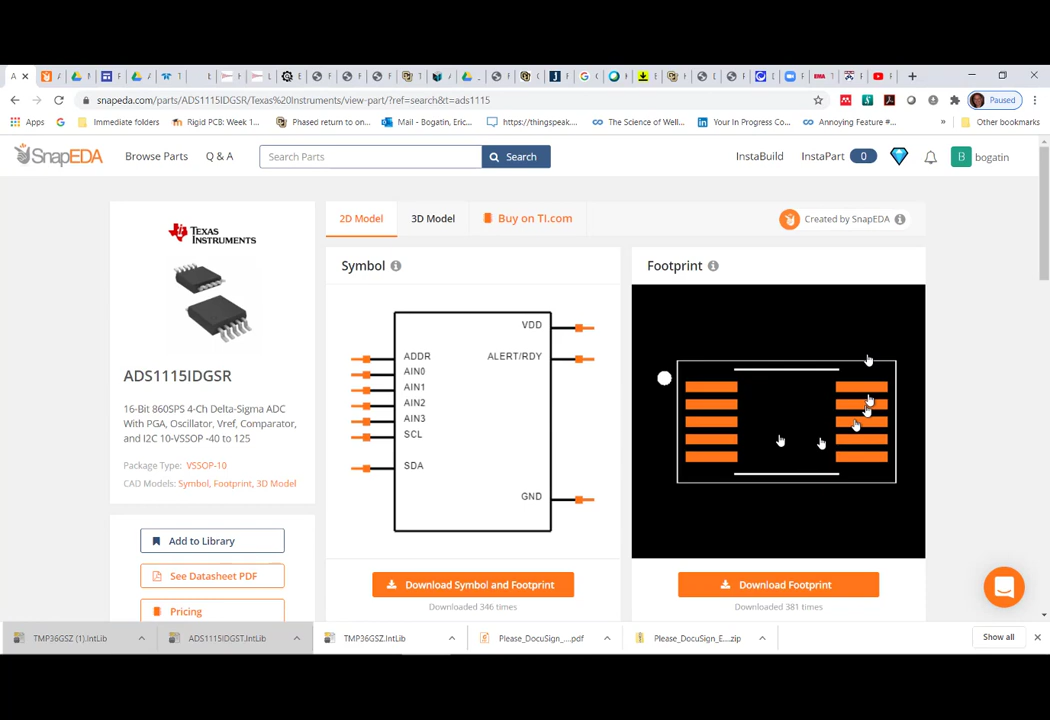 snapeda.com/parts/ADS1115IDGSR/Texas%20Instruments/view-part/?ref=search&t=ads1115
Paused
Apps
Immediate folders
Rigid PCB: Week 1...
Phased return to on...
Mail - Bogatin, Eric...
https://thingspeak...
The Science of Well...
Your In Progress Co...
Annoying Feature #...
»
Other bookmarks
SnapEDA
Browse Parts
Q & A
Search Parts
Search
InstaBuild
InstaPart 0
B bogatin
TEXAS
INSTRUMENTS
ADS1115IDGSR
16-Bit 860SPS 4-Ch Delta-Sigma ADC
With PGA, Oscillator, Vref, Comparator,
and I2C 10-VSSOP -40 to 125
Package Type: VSSOP-10
CAD Models: Symbol, Footprint, 3D Model
Add to Library
See Datasheet PDF
Pricing
2D Model
3D Model
Buy on TI.com
Created by SnapEDA
Symbol
VDD
ADDR
ALERT/RDY
AIN0
AIN1
AIN2
AIN3
SCL
SDA
GND
Download Symbol and Footprint
Downloaded 346 times
Footprint
Download Footprint
Downloaded 381 times
TMP36GSZ (1).IntLib
ADS1115IDGST.IntLib
TMP36GSZ.IntLib
Please_DocuSign_....pdf
Please_DocuSign_E....zip
Show all